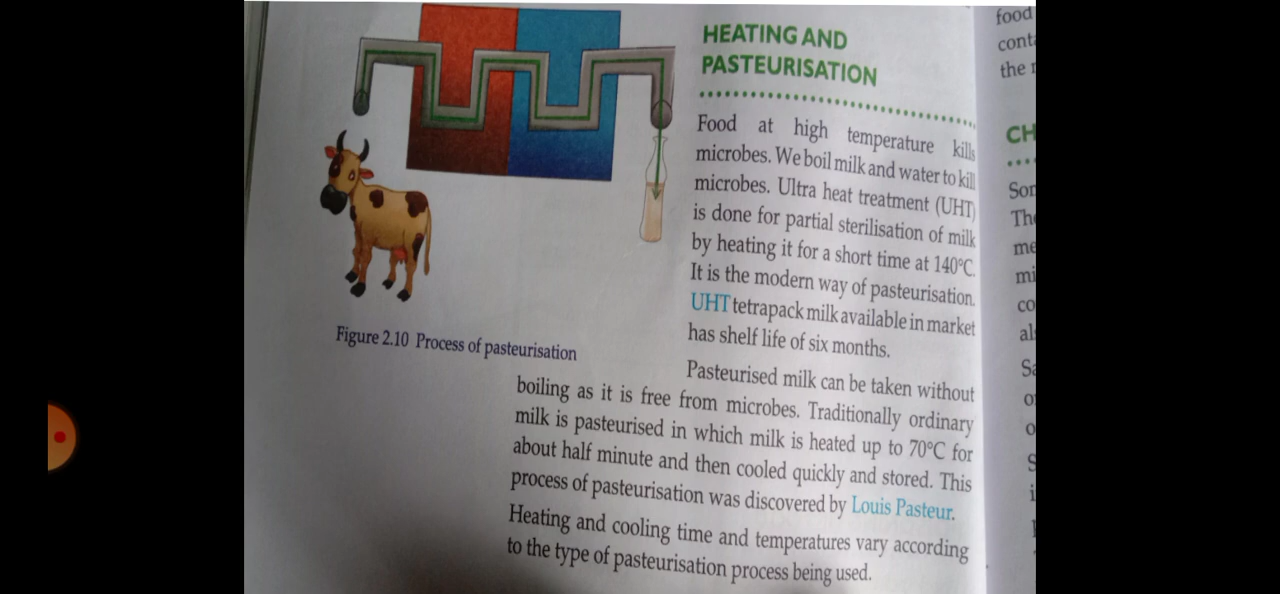 HEATING AND
PASTEURISATION
Food at high temperature kills
microbes. We boil milk and water to kill
microbes. Ultra heat treatment (UHT)
is done for partial sterilisation of milk
by heating it for a short time at 140°C.
It is the modern way of pasteurisation.
UHT tetrapack milk available in market
has shelf life of six months.
Figure 2.10 Process of pasteurisation
Pasteurised milk can be taken without
boiling as it is free from microbes. Traditionally ordinary
milk is pasteurised in which milk is heated up to 70°C for
about half minute and then cooled quickly and stored. This
process of pasteurisation was discovered by Louis Pasteur.
Heating and cooling time and temperatures vary according
to the type of pasteurisation process being used.
food
the